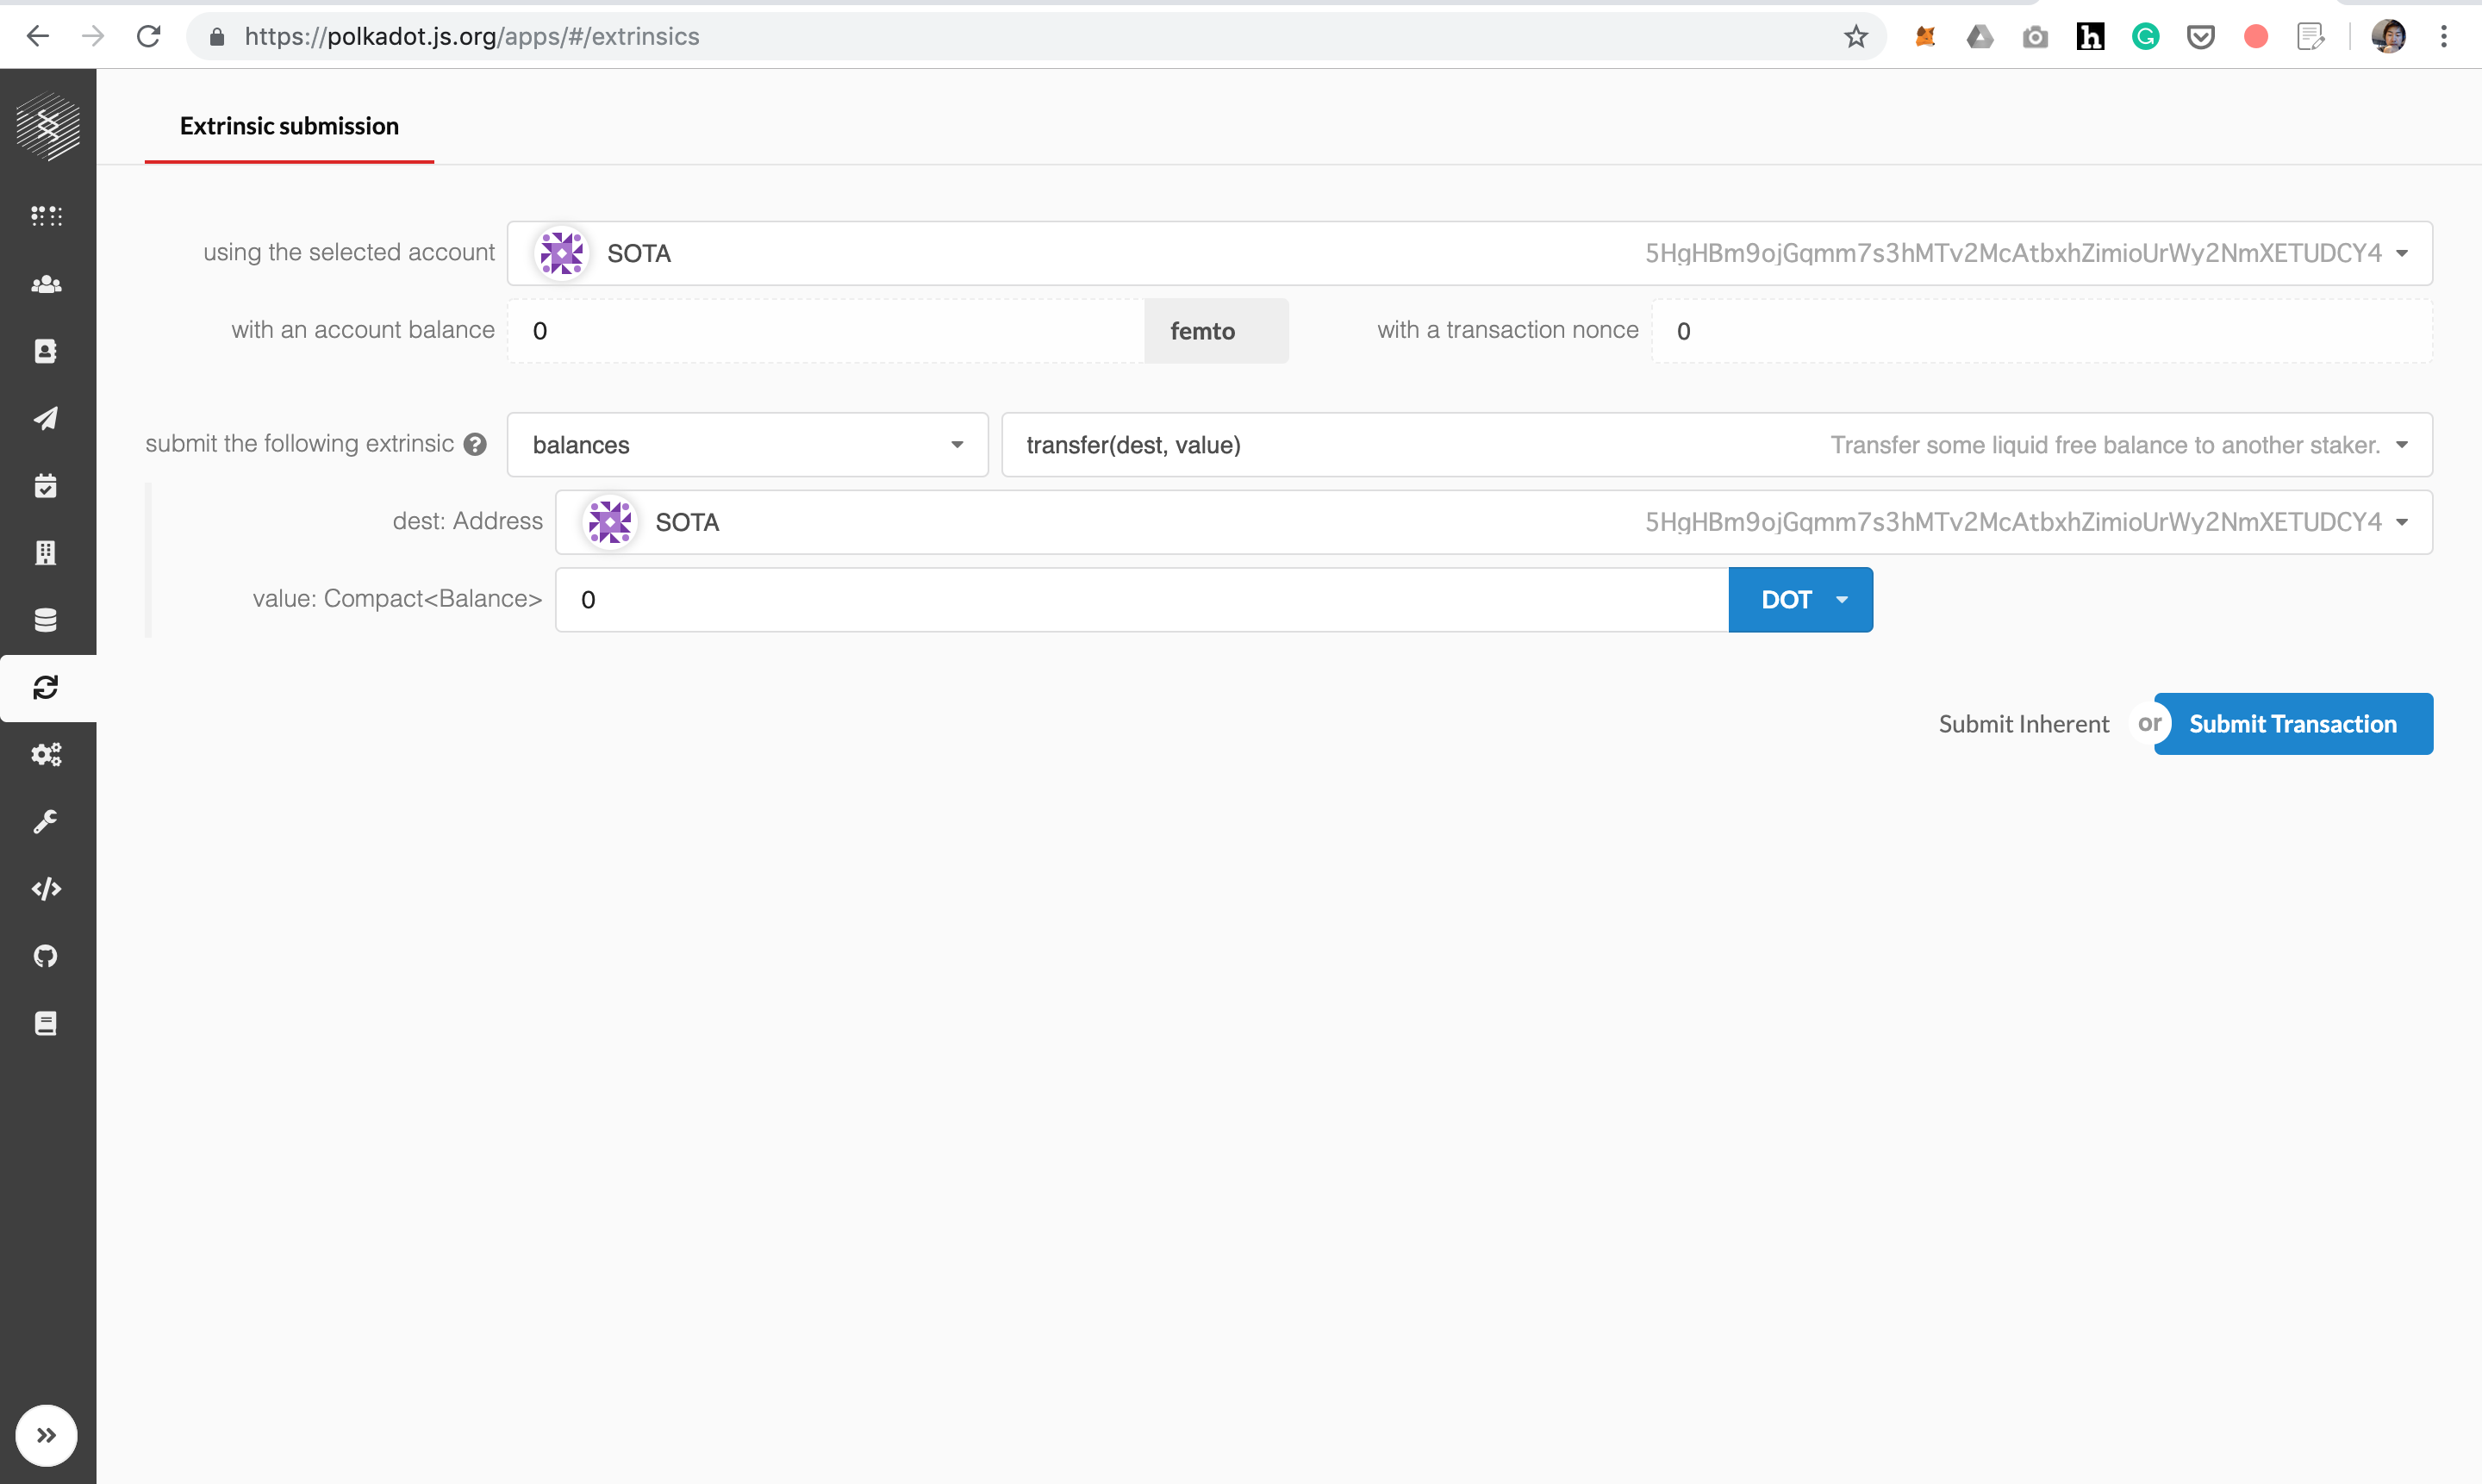 https://polkadot.js.org/apps/#/extrinsics
Extrinsic submission
using the selected account SOTA 5HgHBm9ojGqmm7s3hMTv2McAtbxhZimioUrWy2NmXETUDCY4
with an account balance 0 femto with a transaction nonce 0
submit the following extrinsic ? balances transfer(dest, value) Transfer some liquid free balance to another staker.
dest: Address SOTA 5HgHBm9ojGqmm7s3hMTv2McAtbxhZimioUrWy2NmXETUDCY4
value: Compact<Balance> 0 DOT
Submit Inherent or Submit Transaction